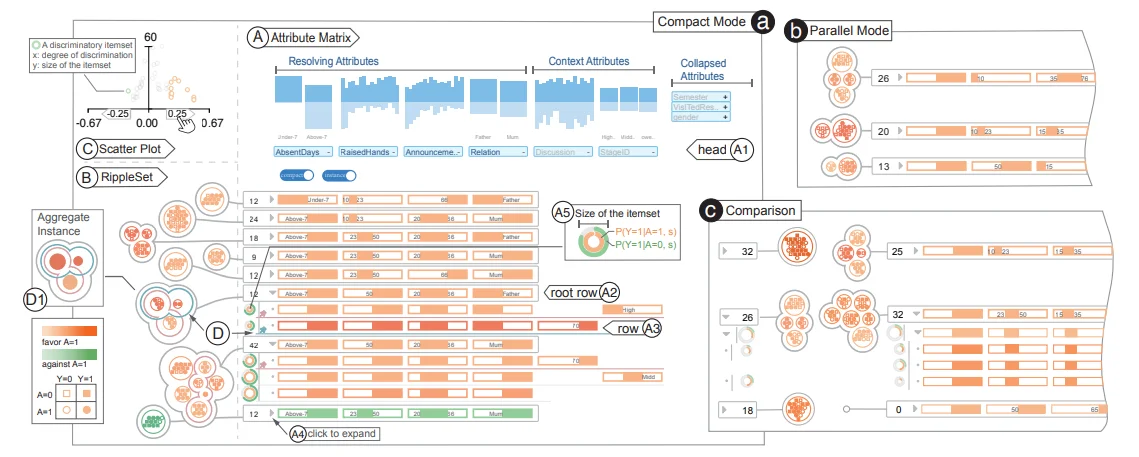 Compact Mode a
A Attribute Matrix
b Parallel Mode
A discriminatory itemset
x: degree of discrimination
y: size of the itemset
60
-0.25
0.25
-0.67
0.00
0.67
C Scatter Plot
Resolving Attributes
Context Attributes
Collapsed
Attributes
Semester
+
VisITedRes..
+
gender
+
Under-7
Above-7
Father
Mum
High.
Midd.
AbsentDays -
RaisedHands -
Announceme.. -
Relation -
Discussion -
StageID -
head A1
compact
instance
B RippleSet
26
10
35
76
20
10
23
15
35
13
50
15
Aggregate
Instance
D1
favor A=1
against A=1
Y=0 Y=1
A=0
A=1
12 Under-7 10 23 66 Father
24 Above-7 10 23 20 56 Father
18 Above-7 23 50 20 56 Father
9 Above-7 23 50 20 56 Mum
12 Above-7 23 50 66 Mum
12 Above-7 50 20 56 Father
root row A2
High
70
row A3
42 Above-7 23 50 20 56 Mum
70
Midd
12 Above-7 23 50 20 56 Mum
D
A4 click to expand
A5 Size of the itemset
P(Y=1|A=1, s)
P(Y=1|A=0, s)
c Comparison
32
25
10
23
15
35
26
32
23
50
15
35
18
0
50
65